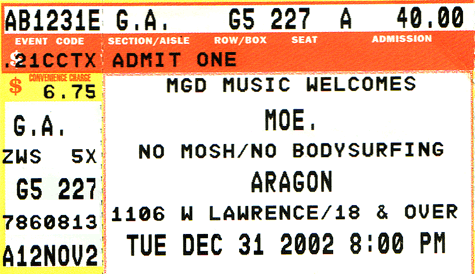 AB1231E G.A. G5 227 A 40.00
EVENT CODE SECTION/AISLE ROW/BOX SEAT ADMISSION
.21CCTX ADMIT ONE
$ CONVENIENCE CHARGE
6.75 MGD MUSIC WELCOMES
G.A. MOE.
ZWS 5X NO MOSH/NO BODYSURFING
G5 227 ARAGON
7860813 1106 W LAWRENCE/18 & OVER
A12NOV2 TUE DEC 31 2002 8:00 PM